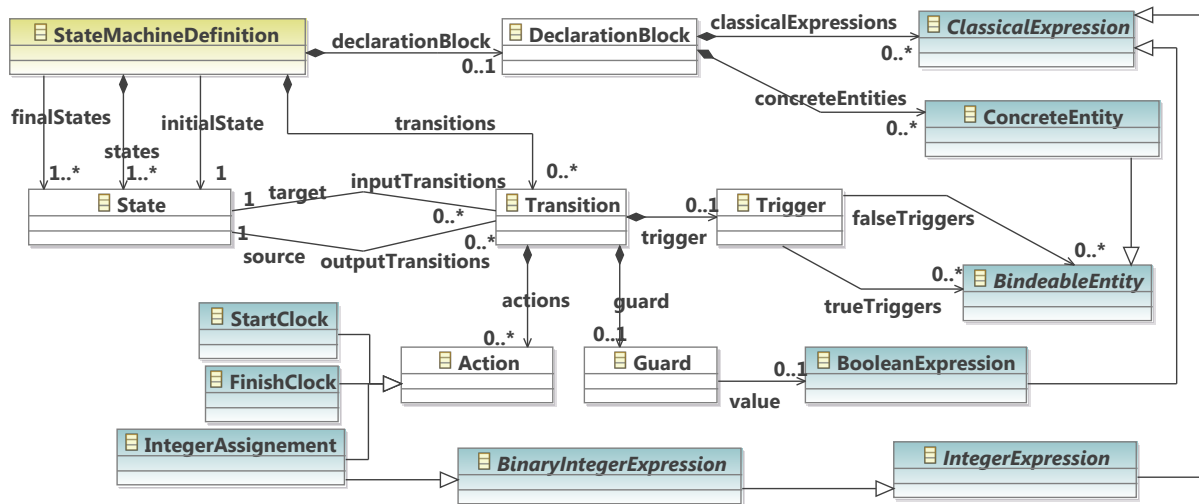 StateMachineDefinition
declarationBlock
0..1
DeclarationBlock
classicalExpressions
0..*
ClassicalExpression
concreteEntities
0..*
ConcreteEntity
finalStates
states
initialState
transitions
1..*
1..*
1
0..*
State
1
target
inputTransitions
0..*
1
source
outputTransitions
0..*
Transition
0..1
trigger
Trigger
falseTriggers
0..*
0..*
trueTriggers
BindeableEntity
actions
0..*
guard
0..1
StartClock
FinishClock
IntegerAssignement
Action
Guard
0..1
value
BooleanExpression
BinaryIntegerExpression
IntegerExpression